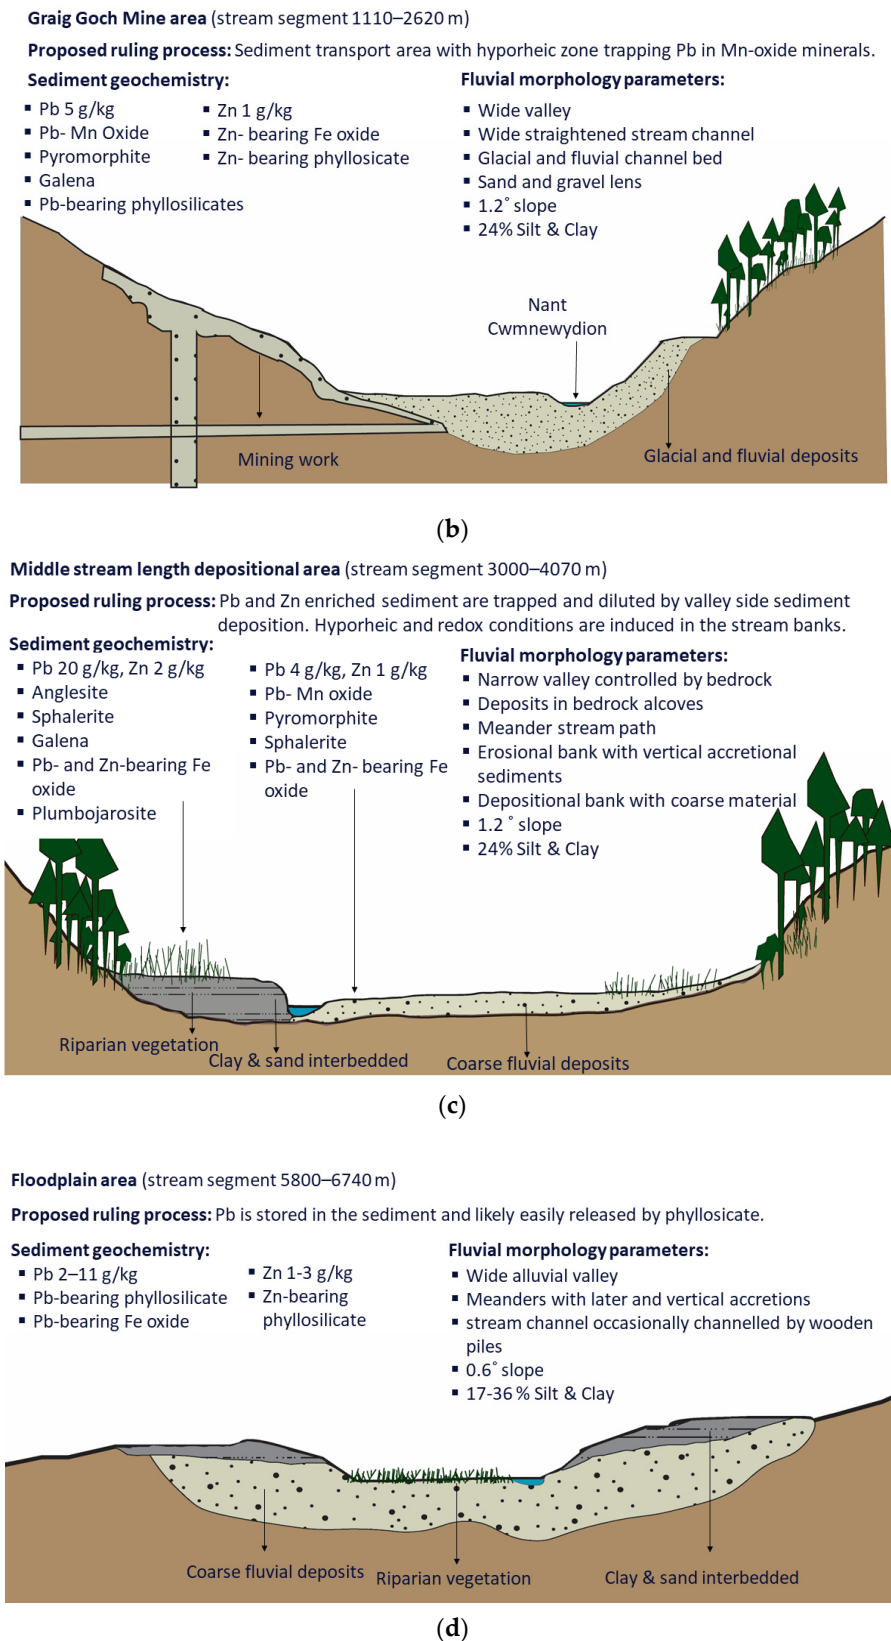 Graig Goch Mine area (stream segment 1110–2620 m)
Proposed ruling process: Sediment transport area with hyporheic zone trapping Pb in Mn-oxide minerals.
Sediment geochemistry:
▪ Pb 5 g/kg
▪ Pb- Mn Oxide
▪ Pyromorphite
▪ Galena
▪ Pb-bearing phyllosilicates
▪ Zn 1 g/kg
▪ Zn- bearing Fe oxide
▪ Zn- bearing phyllosicate
Fluvial morphology parameters:
▪ Wide valley
▪ Wide straightened stream channel
▪ Glacial and fluvial channel bed
▪ Sand and gravel lens
▪ 1.2° slope
▪ 24% Silt & Clay
Nant
Cwmnewydion
Mining work
Glacial and fluvial deposits
(b)
Middle stream length depositional area (stream segment 3000–4070 m)
Proposed ruling process: Pb and Zn enriched sediment are trapped and diluted by valley side sediment
deposition. Hyporheic and redox conditions are induced in the stream banks.
Sediment geochemistry:
▪ Pb 20 g/kg, Zn 2 g/kg
▪ Anglesite
▪ Sphalerite
▪ Galena
▪ Pb- and Zn-bearing Fe
oxide
▪ Plumbojarosite
▪ Pb 4 g/kg, Zn 1 g/kg
▪ Pb- Mn oxide
▪ Pyromorphite
▪ Sphalerite
▪ Pb- and Zn- bearing Fe
oxide
Fluvial morphology parameters:
▪ Narrow valley controlled by bedrock
▪ Deposits in bedrock alcoves
▪ Meander stream path
▪ Erosional bank with vertical accretional
sediments
▪ Depositional bank with coarse material
▪ 1.2 ° slope
▪ 24% Silt & Clay
Riparian vegetation
Clay & sand interbedded
Coarse fluvial deposits
(c)
Floodplain area (stream segment 5800–6740 m)
Proposed ruling process: Pb is stored in the sediment and likely easily released by phyllosicate.
Sediment geochemistry:
▪ Pb 2–11 g/kg
▪ Pb-bearing phyllosilicate
▪ Pb-bearing Fe oxide
▪ Zn 1-3 g/kg
▪ Zn-bearing
phyllosilicate
Fluvial morphology parameters:
▪ Wide alluvial valley
▪ Meanders with later and vertical accretions
▪ stream channel occasionally channelled by wooden
piles
▪ 0.6° slope
▪ 17-36 % Silt & Clay
Coarse fluvial deposits
Riparian vegetation
Clay & sand interbedded
(d)